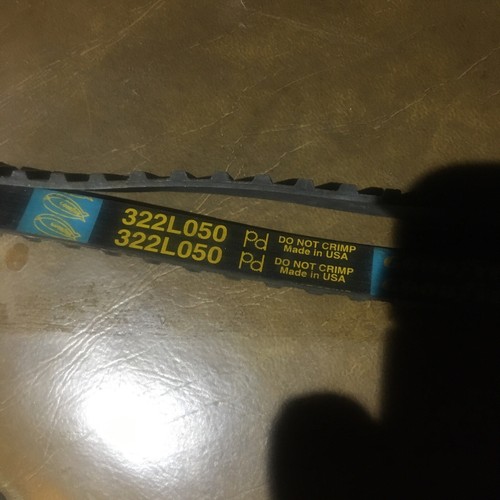 322L050 pd DO NOT CRIMP
Made in USA
322L050 pd DO NOT CRIMP
Made in USA